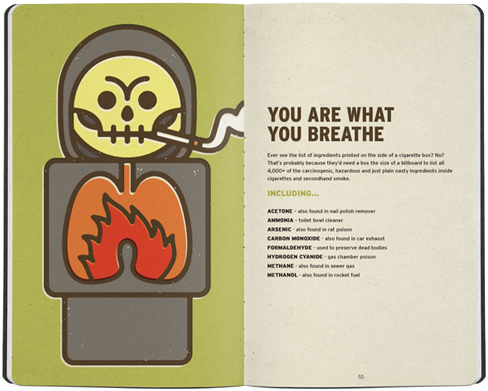 YOU ARE WHAT
YOU BREATHE
Ever see the list of ingredients printed on the side of a cigarette box? No?
That's probably because they'd need a box the size of a billboard to list all
4,000+ of the carcinogenic, hazardous and just plain nasty ingredients inside
cigarettes and secondhand smoke.
INCLUDING...
ACETONE - also found in nail polish remover
AMMONIA - toilet bowl cleaner
ARSENIC - also found in rat poison
CARBON MONOXIDE - also found in car exhaust
FORMALDEHYDE - used to preserve dead bodies
HYDROGEN CYANIDE - gas chamber poison
METHANE - also found in sewer gas
METHANOL - also found in rocket fuel
55